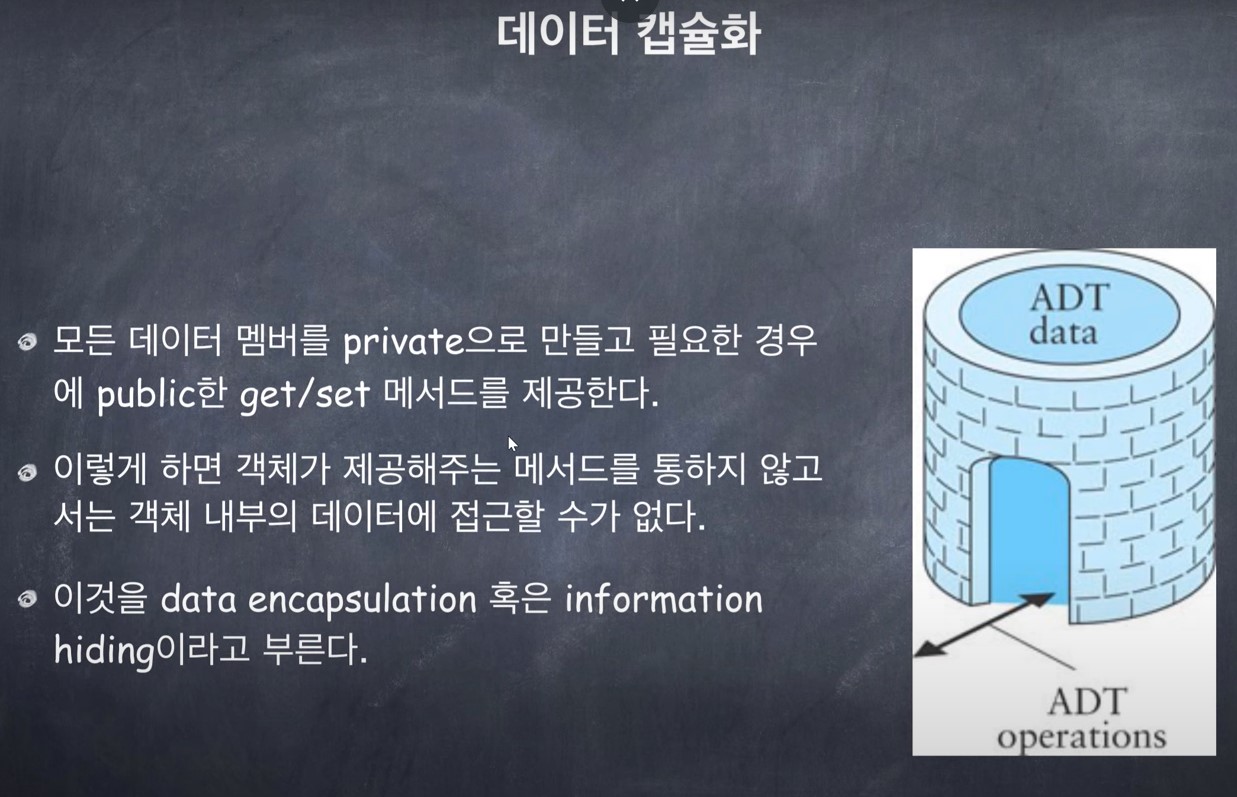 데이터 캡슐화
모든 데이터 멤버를 private으로 만들고 필요한 경우
에 public한 get/set 메서드를 제공한다.
이렇게 하면 객체가 제공해주는 메서드를 통하지 않고
서는 객체 내부의 데이터에 접근할 수가 없다.
이것을 data encapsulation 혹은 information
hiding이라고 부른다.
ADT
data
ADT
operations